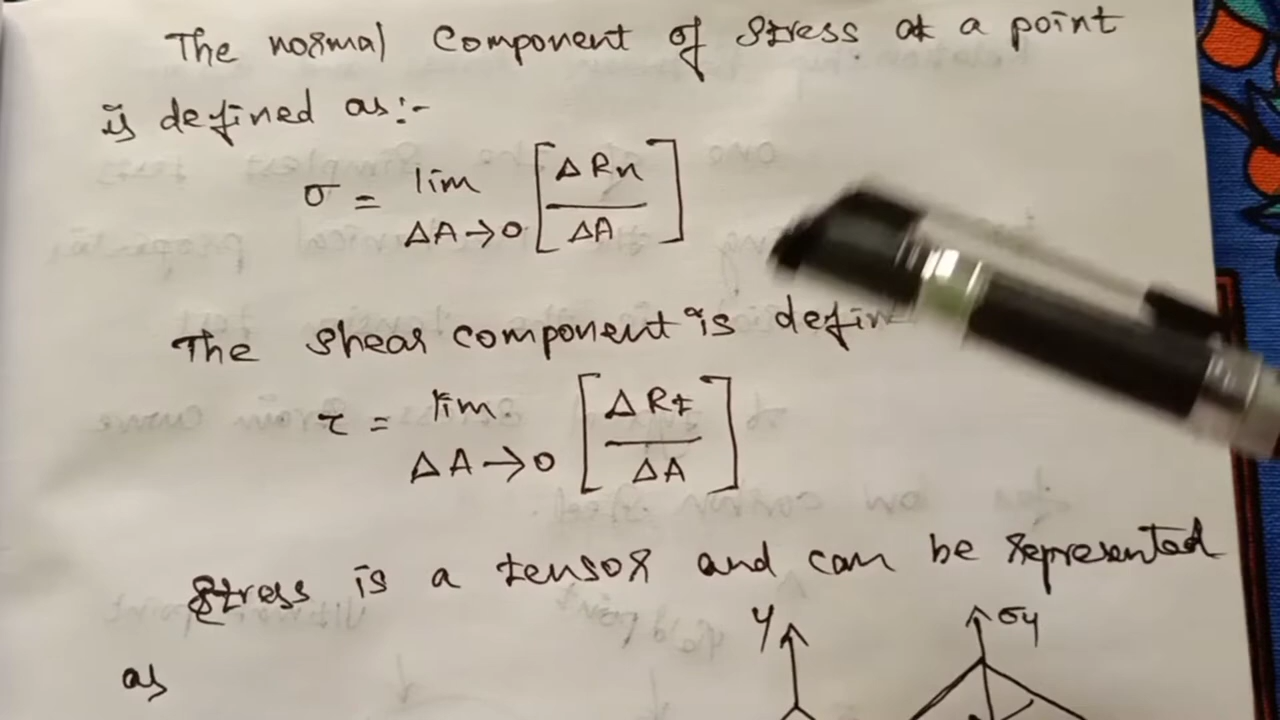 The normal component of stress at a point
is defined as:-
σ = lim ΔA→0 [ΔRn / ΔA]
The shear component is
τ = lim ΔA→0 [ΔRt / ΔA]
Stress is a tensor and can be represented
as
y σy